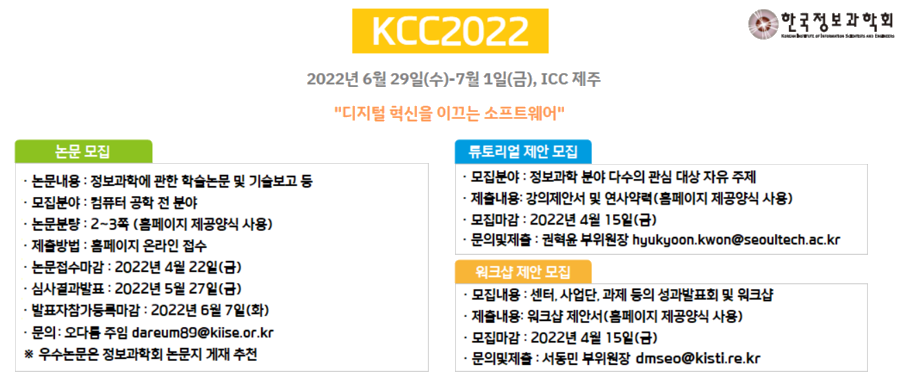 KCC2022
한국정보과학회
KOREAN INSTITUTE OF INFORMATION SCIENTISTS AND ENGINEERS
2022년 6월 29일(수)-7월 1일(금), ICC 제주
"디지털 혁신을 이끄는 소프트웨어"
논문 모집
· 논문내용 : 정보과학에 관한 학술논문 및 기술보고 등
· 모집분야 : 컴퓨터 공학 전 분야
· 논문분량 : 2~3쪽 (홈페이지 제공양식 사용)
· 제출방법 : 홈페이지 온라인 접수
· 논문접수마감 : 2022년 4월 22일(금)
· 심사결과발표 : 2022년 5월 27일(금)
· 발표자참가등록마감 : 2022년 6월 7일(화)
· 문의: 오다름 주임 dareum89@kiise.or.kr
※ 우수논문은 정보과학회 논문지 게재 추천
튜토리얼 제안 모집
· 모집분야 : 정보과학 분야 다수의 관심 대상 자유 주제
· 제출내용: 강의제안서 및 연사약력(홈페이지 제공양식 사용)
· 모집마감 : 2022년 4월 15일(금)
· 문의및제출 : 권혁윤 부위원장 hyukyoon.kwon@seoultech.ac.kr
워크샵 제안 모집
· 모집내용 : 센터, 사업단, 과제 등의 성과발표회 및 워크샵
· 제출내용: 워크샵 제안서(홈페이지 제공양식 사용)
· 모집마감 : 2022년 4월 15일(금)
· 문의및제출 : 서동민 부위원장 dmseo@kisti.re.kr